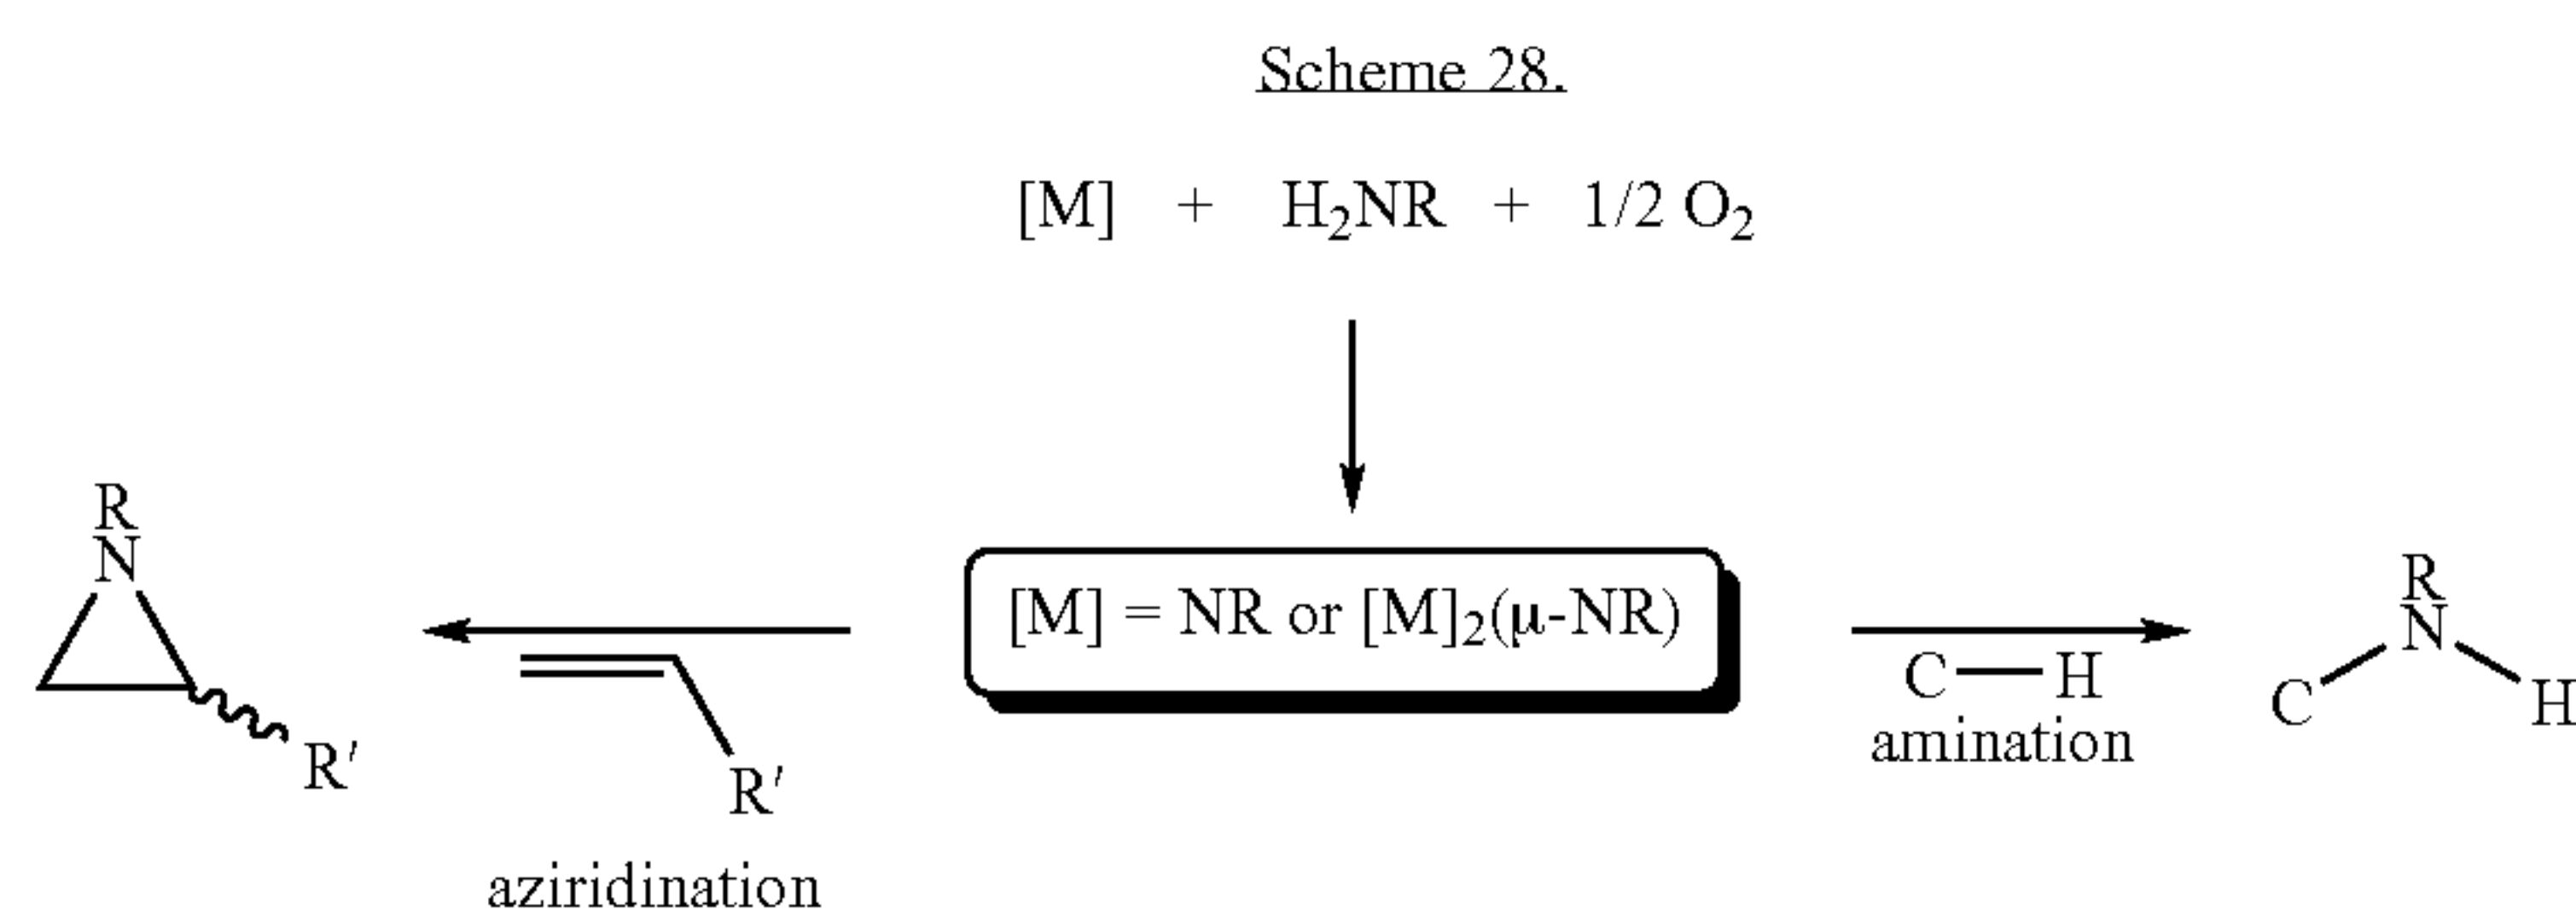 Scheme 28.
[M] + H₂NR + 1/2 O₂
R
N
R′
R′
aziridination
[M] = NR or [M]₂(μ-NR)
C—H
amination
R
N
C
H